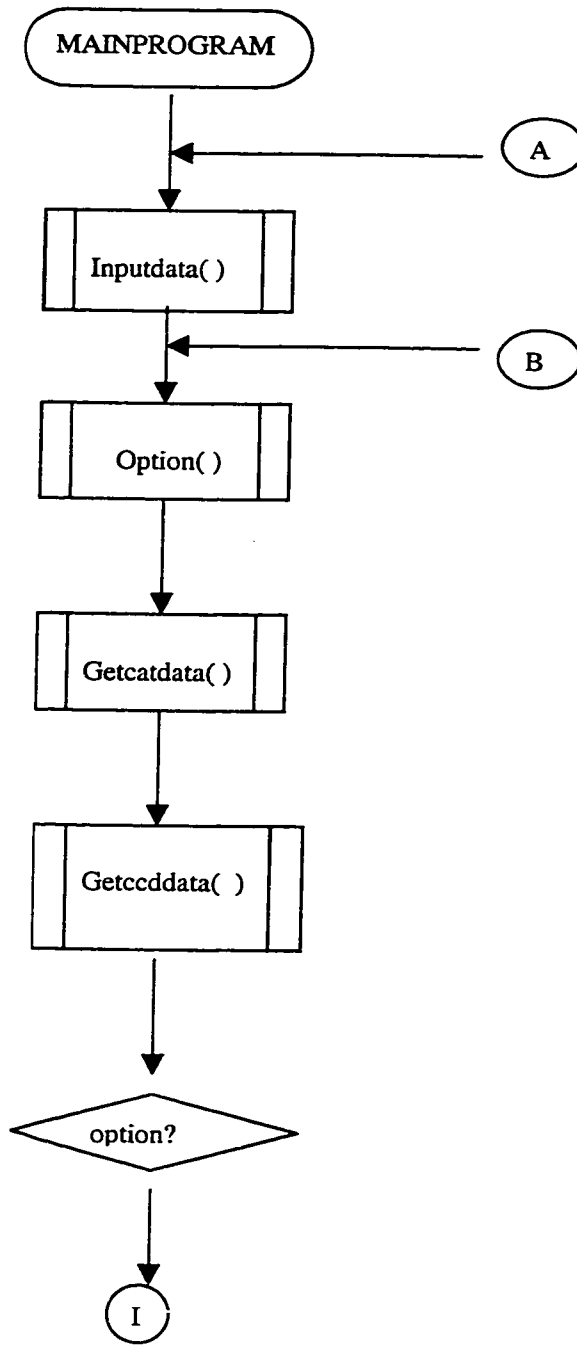 MAINPROGRAM
A
Inputdata( )
B
Option( )
Getcatdata( )
Getccddata( )
option?
I